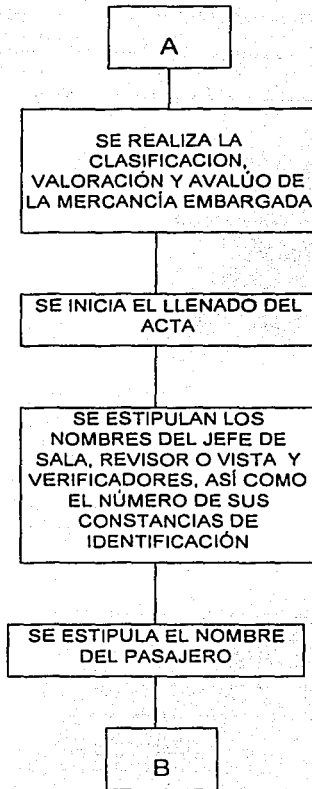 A
SE REALIZA LA
CLASIFICACION,
VALORACIÓN Y AVALÚO DE
LA MERCANCÍA EMBARGADA
SE INICIA EL LLENADO DEL
ACTA
SE ESTIPULAN LOS
NOMBRES DEL JEFE DE
SALA, REVISOR O VISTA Y
VERIFICADORES, ASÍ COMO
EL NÚMERO DE SUS
CONSTANCIAS DE
IDENTIFICACIÓN
SE ESTIPULA EL NOMBRE
DEL PASAJERO
B